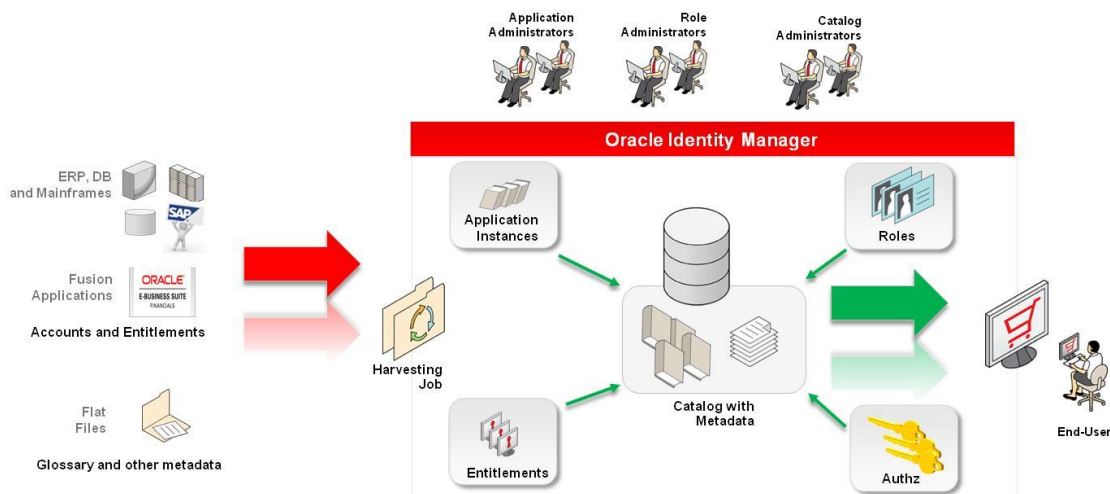 Application
Administrators
Role
Administrators
Catalog
Administrators
Oracle Identity Manager
ERP, DB
and Mainframes
SAP
Fusion
Applications
ORACLE
E-BUSINESS SUITE
FINANCIALS
Accounts and Entitlements
Flat
Files
Glossary and other metadata
Harvesting
Job
Application
Instances
Roles
Catalog with
Metadata
Entitlements
Authz
End-User